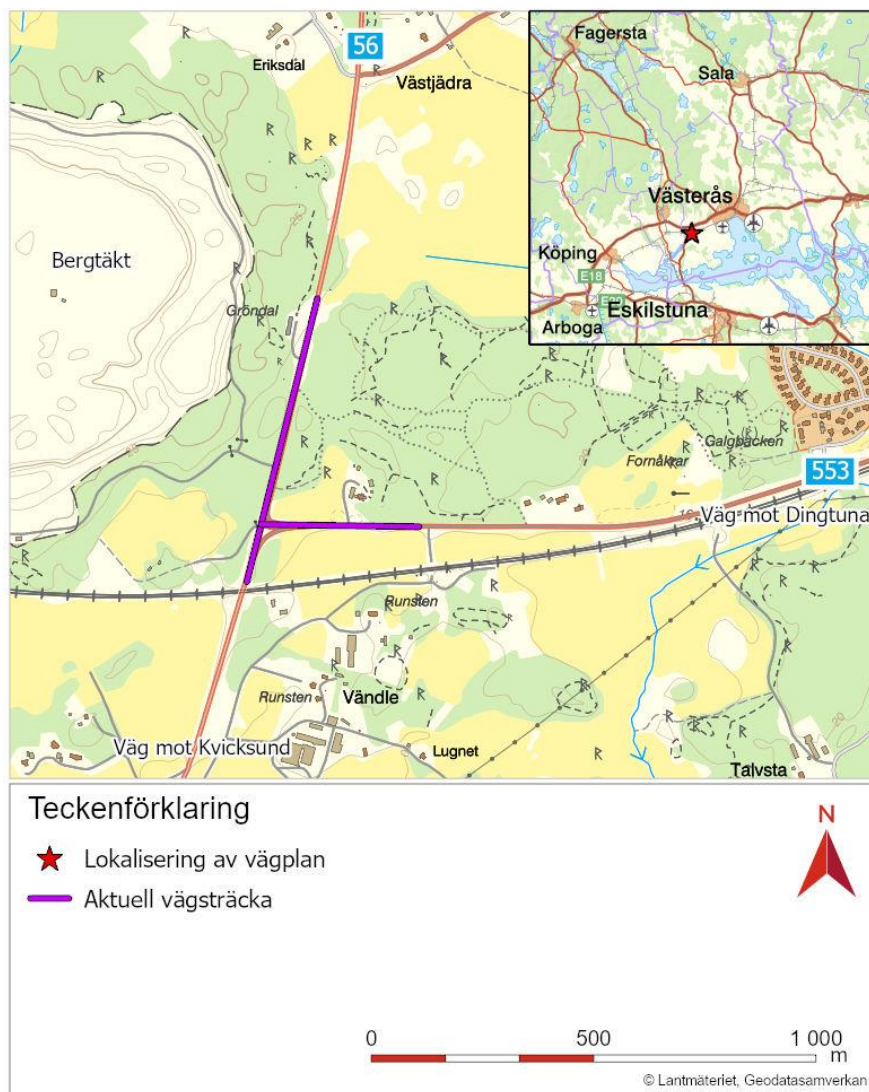 56
Eriksdal
Västjädra
Fagersta
Sala
Västerås
Köping
E18
Eskilstuna
Arboga
Bergtäkt
Gröndal
Galgbacken
Fornåkrar
553
Väg mot Dingtuna
Runsten
Runsten
Vändle
Väg mot Kvicksund
Lugnet
Talvsta
Teckenförklaring
Lokalisering av vägplan
Aktuell vägsträcka
N
0 500 1 000
m
© Lantmäteriet, Geodatasamverkan